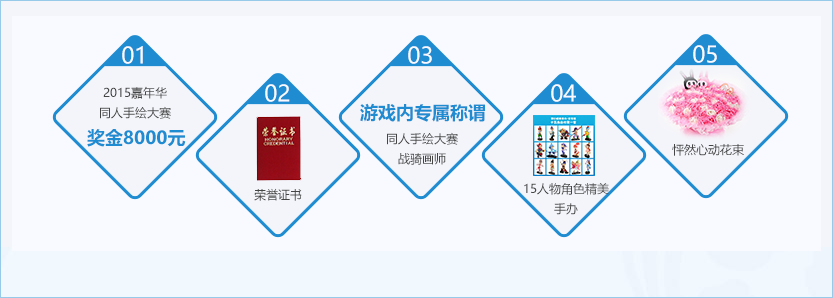 01
2015嘉年华
同人手绘大赛
奖金8000元
02
荣誉证书
HONORARY
CREDENTIAL
荣誉证书
03
游戏内专属称谓
同人手绘大赛
战骑画师
04
15人物角色精美
手办
05
怦然心动花束